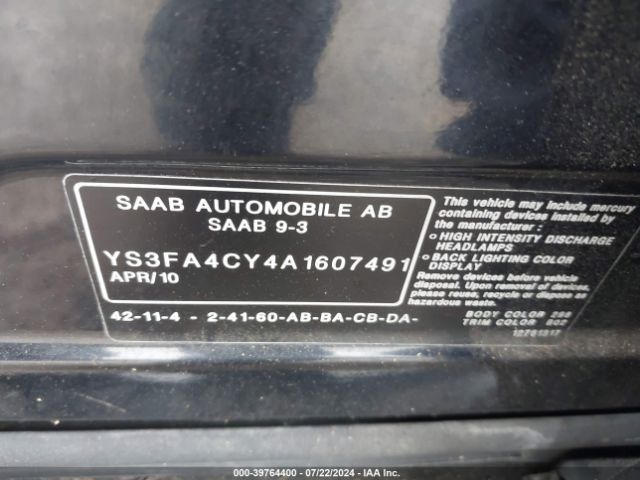 SAAB AUTOMOBILE AB
SAAB 9-3
YS3FA4CY4A1607491
APR/10
42-11-4 - 2-41-60-AB-BA-CB-DA-
This vehicle may include mercury
containing devices installed by
the manufacturer :
o HIGH INTENSITY DISCHARGE
HEADLAMPS
o BACK LIGHTING COLOR
DISPLAY
Remove devices before vehicle
disposal. Upon removal of devices,
please reuse, recycle or dispose as
hazardous waste.
BODY COLOR 298
TRIM COLOR 602
12781317
000-39764400 - 07/22/2024 - IAA Inc.